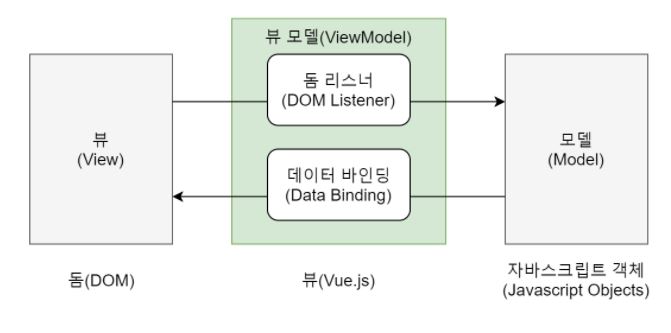 뷰 모델(ViewModel)
돔 리스너
(DOM Listener)
뷰
(View)
모델
(Model)
데이터 바인딩
(Data Binding)
돔(DOM)
뷰(Vue.js)
자바스크립트 객체
(Javascript Objects)